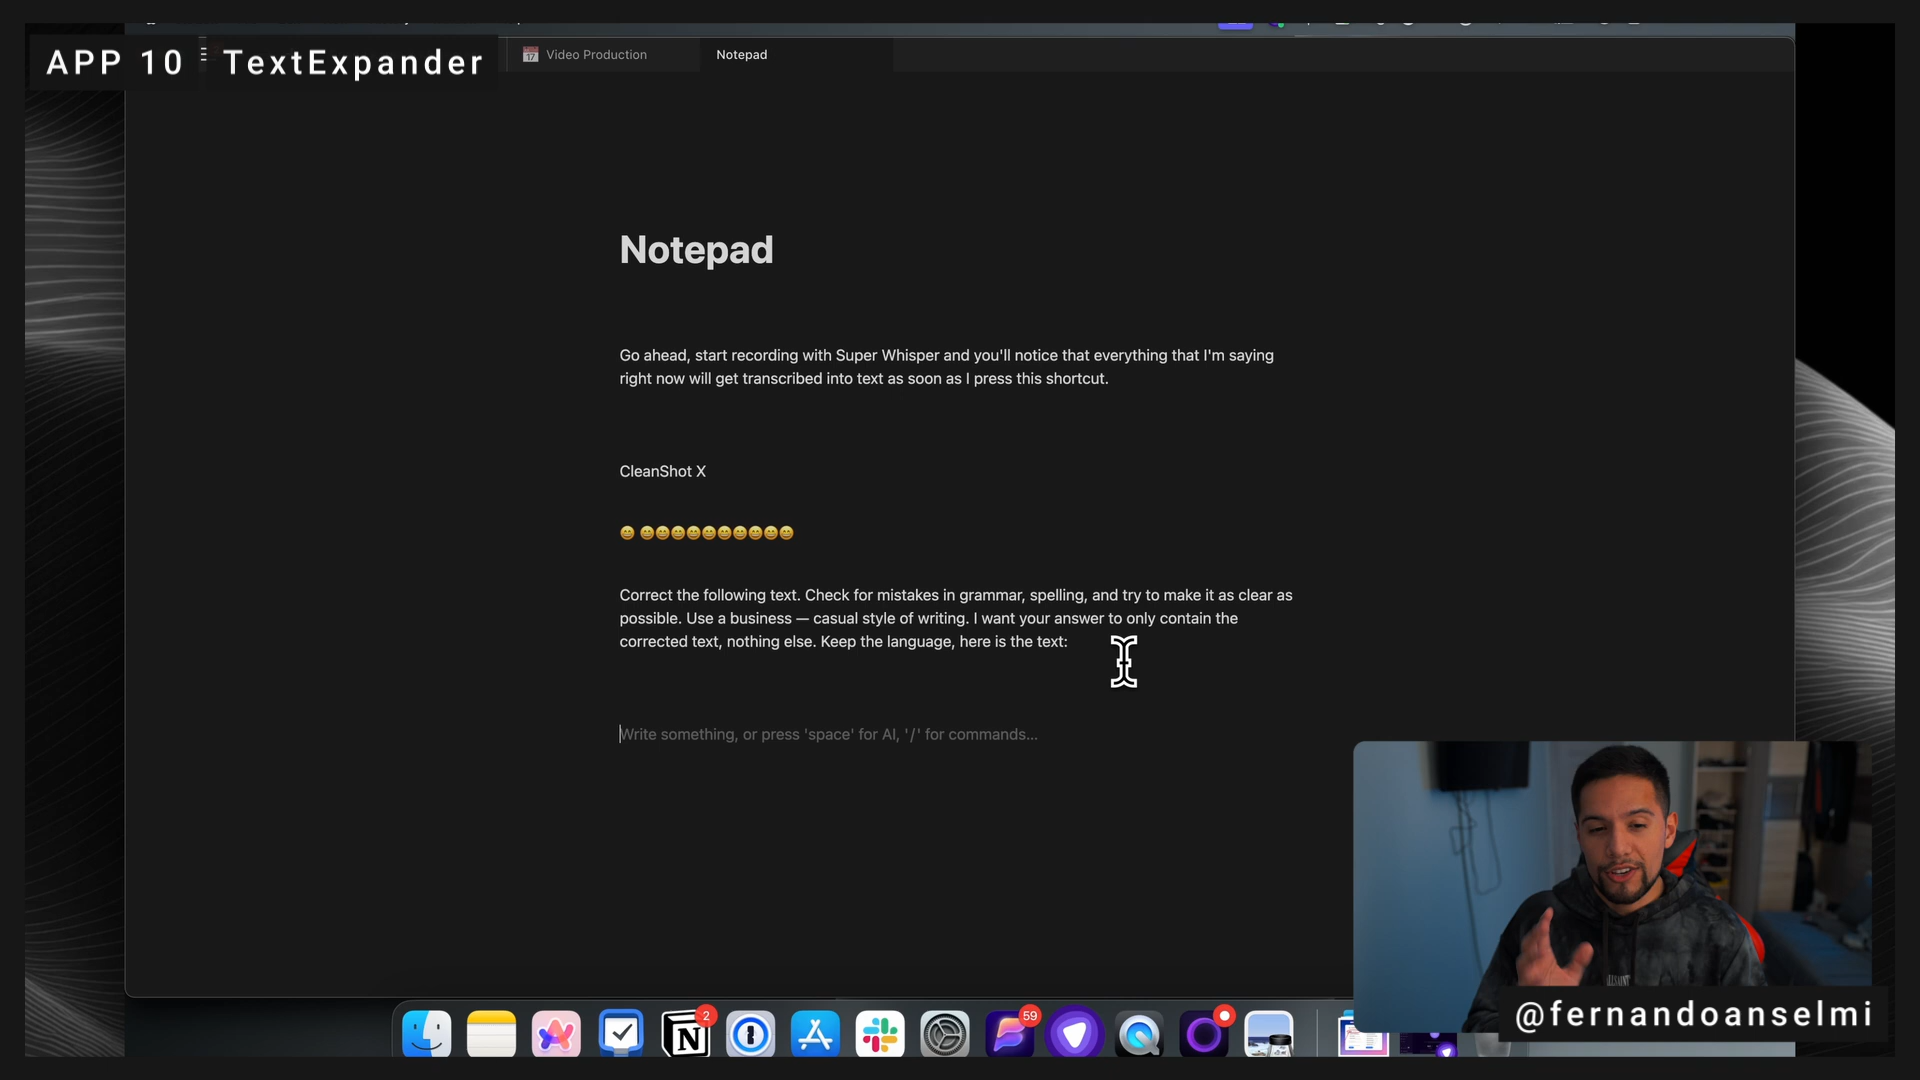 APP 10 TextExpander
Video Production
Notepad
Notepad
Go ahead, start recording with Super Whisper and you'll notice that everything that I'm saying
right now will get transcribed into text as soon as I press this shortcut.
CleanShot X
😄 😄😄😄😄😄😄😄😄😄😄
Correct the following text. Check for mistakes in grammar, spelling, and try to make it as clear as
possible. Use a business — casual style of writing. I want your answer to only contain the
corrected text, nothing else. Keep the language, here is the text:
Write something, or press 'space' for AI, '/' for commands...
2
59
@fernandoanselmi